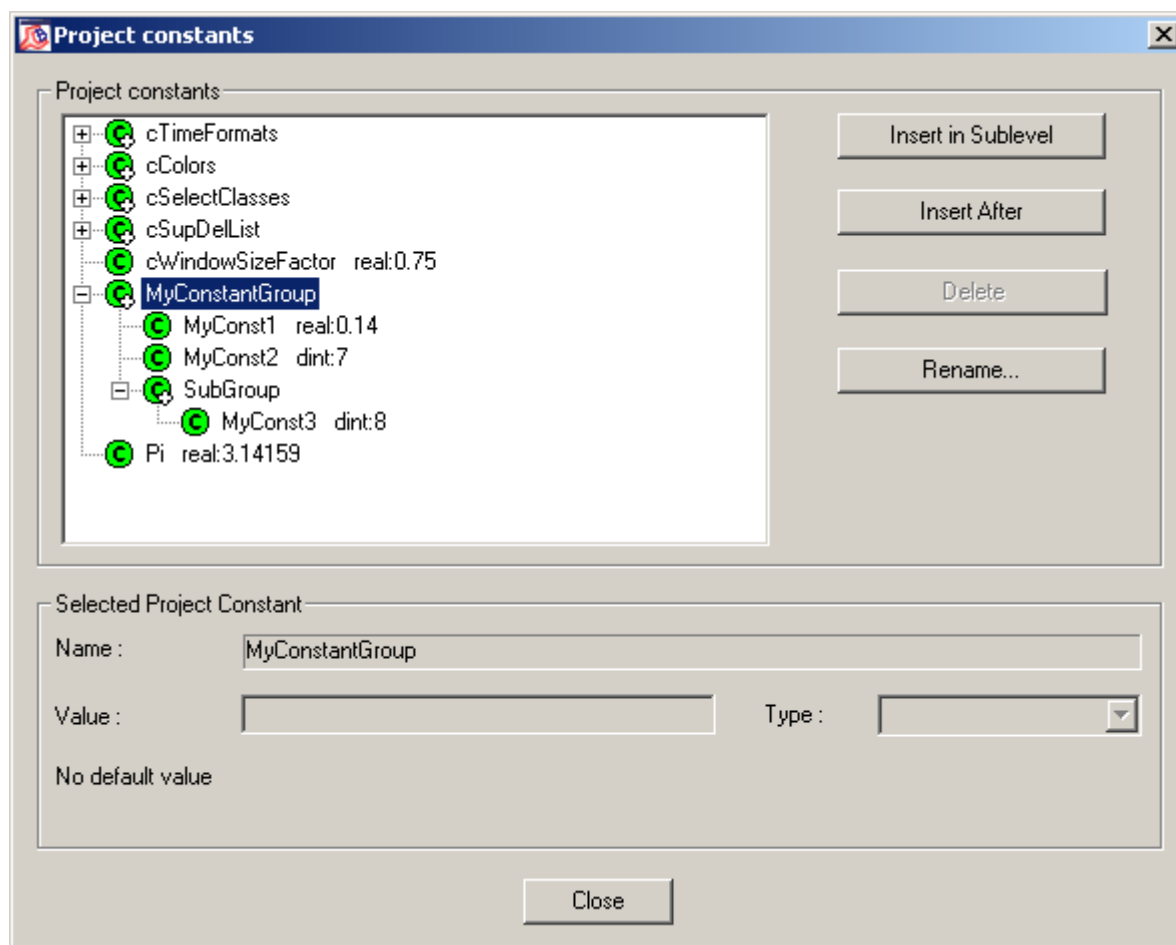 Project constants
Project constants
cTimeFormats
Insert in Sublevel
cColors
cSelectClasses
Insert After
cSupDelList
cWindowSizeFactor real:0.75
MyConstantGroup
Delete
MyConst1 real:0.14
MyConst2 dint:7
Rename...
SubGroup
MyConst3 dint:8
Pi real:3.14159
Selected Project Constant
Name : MyConstantGroup
Value : Type :
No default value
Close